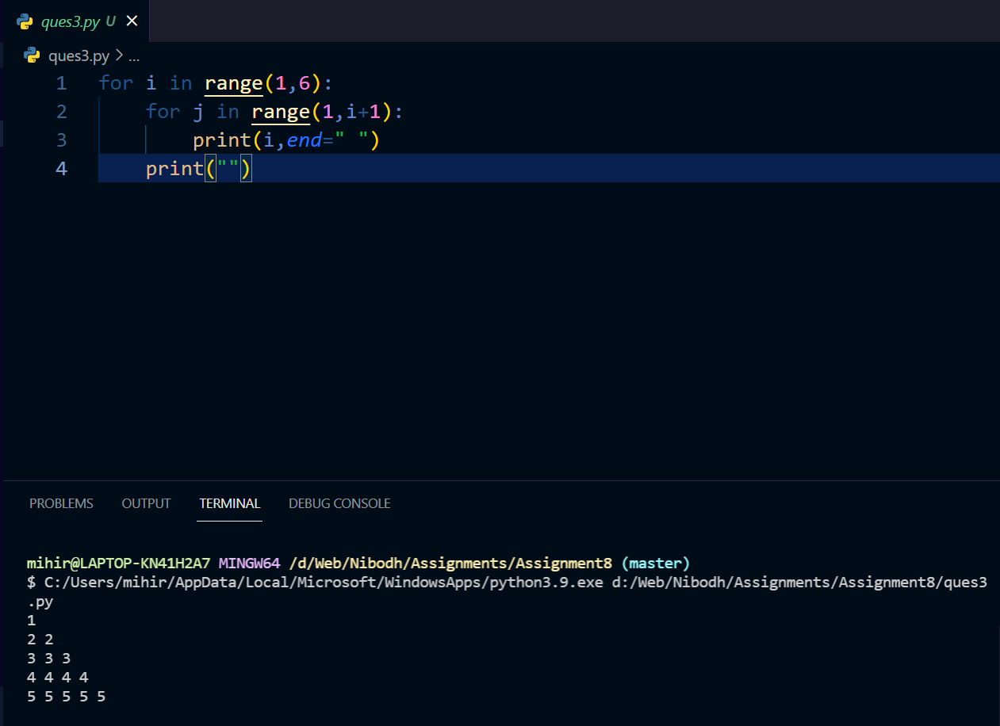 ques3.py U ×
ques3.py > ...
1 for i in range(1,6):
2     for j in range(1,i+1):
3         print(i,end=" ")
4     print("")
PROBLEMS OUTPUT TERMINAL DEBUG CONSOLE
mihir@LAPTOP-KN41H2A7 MINGW64 /d/Web/Nibodh/Assignments/Assignment8 (master)
$ C:/Users/mihir/AppData/Local/Microsoft/WindowsApps/python3.9.exe d:/Web/Nibodh/Assignments/Assignment8/ques3
.py
1
2 2
3 3 3
4 4 4 4
5 5 5 5 5